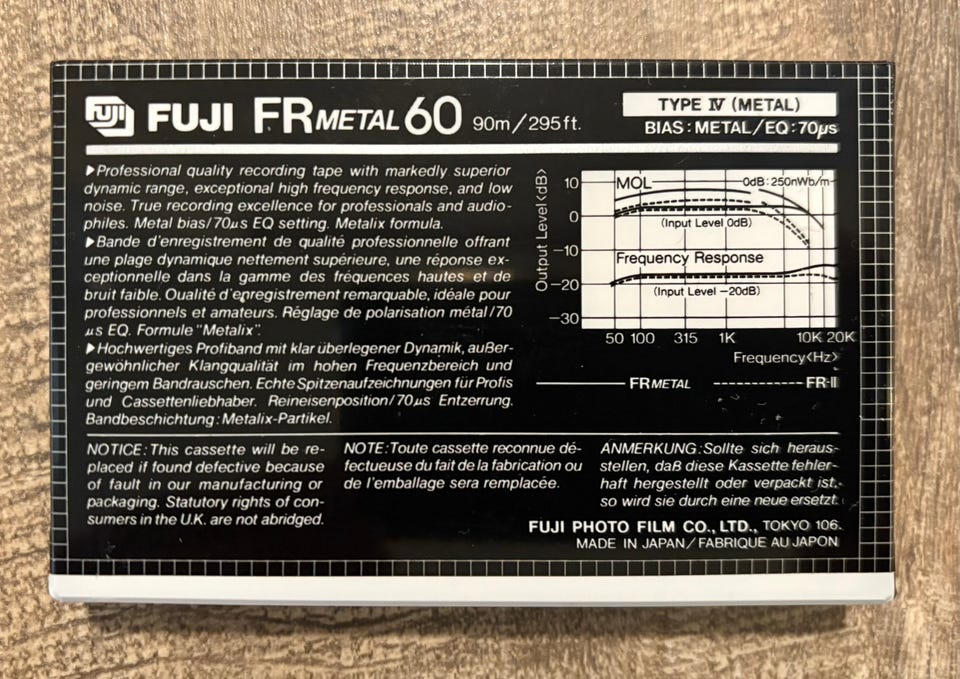 FUJI FUJI FR METAL 60 90m/295ft.
TYPE Ⅳ (METAL)
BIAS:METAL/EQ:70μs
▶Professional quality recording tape with markedly superior
dynamic range, exceptional high frequency response, and low
noise. True recording excellence for professionals and audio-
philes. Metal bias/70μs EQ setting. Metalix formula.
▶Bande d'enregistrement de qualité professionnelle offrant
une plage dynamique nettement supérieure, une réponse ex-
ceptionnelle dans la gamme des fréquences hautes et de
bruit faible. Oualité d'enregistrement remarquable, idéale pour
professionnels et amateurs. Réglage de polarisation métal/70
μs EQ. Formule "Metalix".
▶Hochwertiges Profiband mit klar überlegener Dynamik, außer-
gewöhnlicher Klangqualität im hohen Frequenzbereich und
geringem Bandrauschen. Echte Spitzenaufzeichnungen für Profis
und Cassettenliebhaber. Reineisenposition/70μs Entzerrung.
Bandbeschichtung: Metalix-Partikel.
Output Level<dB>
10
0
−10
−20
−30
MOL
0dB:250nWb/m
(Input Level 0dB)
Frequency Response
(Input Level −20dB)
50 100 315 1K 10K 20K
Frequency<Hz>
FR METAL FR-II
NOTICE: This cassette will be re-
placed if found defective because
of fault in our manufacturing or
packaging. Statutory rights of con-
sumers in the U.K. are not abridged.
NOTE: Toute cassette reconnue dé-
fectueuse du fait de la fabrication ou
de l'emballage sera remplacée.
ANMERKUNG: Sollte sich heraus-
stellen, daß diese Kassette fehler-
haft hergestellt oder verpackt ist,
so wird sie durch eine neue ersetzt.
FUJI PHOTO FILM CO., LTD., TOKYO 106.
MADE IN JAPAN/FABRIQUE AU JAPON